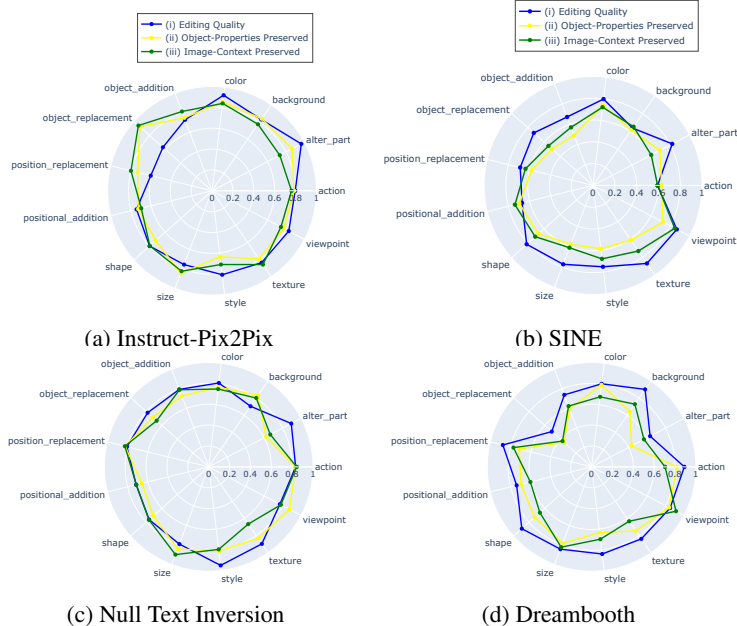 (i) Editing Quality
(ii) Object-Properties Preserved
(iii) Image-Context Preserved
color
background
alter_part
action
viewpoint
texture
style
size
shape
positional_addition
position_replacement
object_replacement
object_addition
0 0.2 0.4 0.6 0.8 1
(a) Instruct-Pix2Pix
(i) Editing Quality
(ii) Object-Properties Preserved
(iii) Image-Context Preserved
color
background
alter_part
action
viewpoint
texture
style
size
shape
positional_addition
position_replacement
object_replacement
object_addition
0 0.2 0.4 0.6 0.8 1
(b) SINE
color
background
alter_part
action
viewpoint
texture
style
size
shape
positional_addition
position_replacement
object_replacement
object_addition
0 0.2 0.4 0.6 0.8 1
(c) Null Text Inversion
color
background
alter_part
action
viewpoint
texture
style
size
shape
positional_addition
position_replacement
object_replacement
object_addition
0 0.2 0.4 0.6 0.8 1
(d) Dreambooth